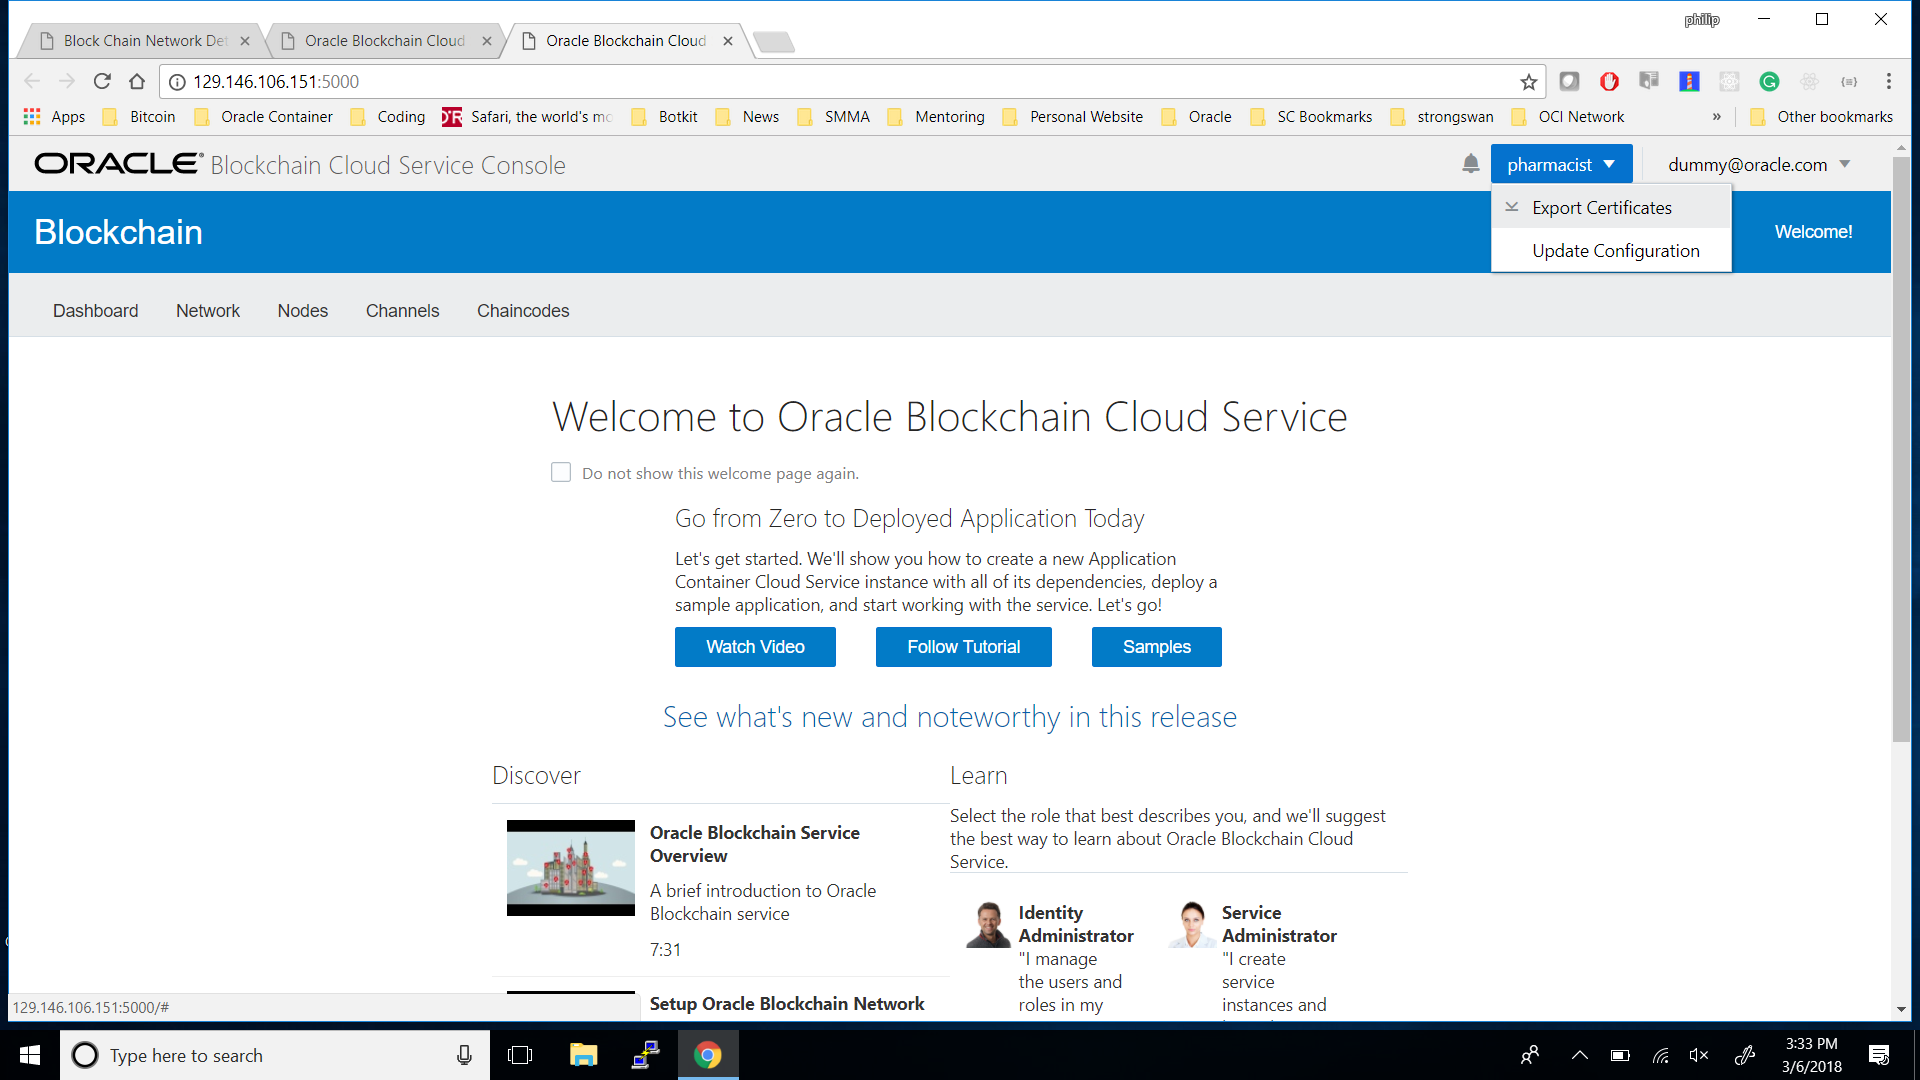 philip
Block Chain Network Det
Oracle Blockchain Cloud
Oracle Blockchain Cloud
129.146.106.151:5000
Apps
Bitcoin
Oracle Container
Coding
Safari, the world's mo
Botkit
News
SMMA
Mentoring
Personal Website
Oracle
SC Bookmarks
strongswan
OCI Network
»
Other bookmarks
ORACLE® Blockchain Cloud Service Console
pharmacist
dummy@oracle.com
Export Certificates
Update Configuration
Blockchain
Welcome!
Dashboard
Network
Nodes
Channels
Chaincodes
Welcome to Oracle Blockchain Cloud Service
Do not show this welcome page again.
Go from Zero to Deployed Application Today
Let's get started. We'll show you how to create a new Application
Container Cloud Service instance with all of its dependencies, deploy a
sample application, and start working with the service. Let's go!
Watch Video
Follow Tutorial
Samples
See what's new and noteworthy in this release
Discover
Oracle Blockchain Service
Overview
A brief introduction to Oracle
Blockchain service
7:31
Setup Oracle Blockchain Network
Learn
Select the role that best describes you, and we'll suggest
the best way to learn about Oracle Blockchain Cloud
Service.
Identity
Administrator
"I manage
the users and
roles in my
Service
Administrator
"I create
service
instances and
129.146.106.151:5000/#
Type here to search
3:33 PM
3/6/2018